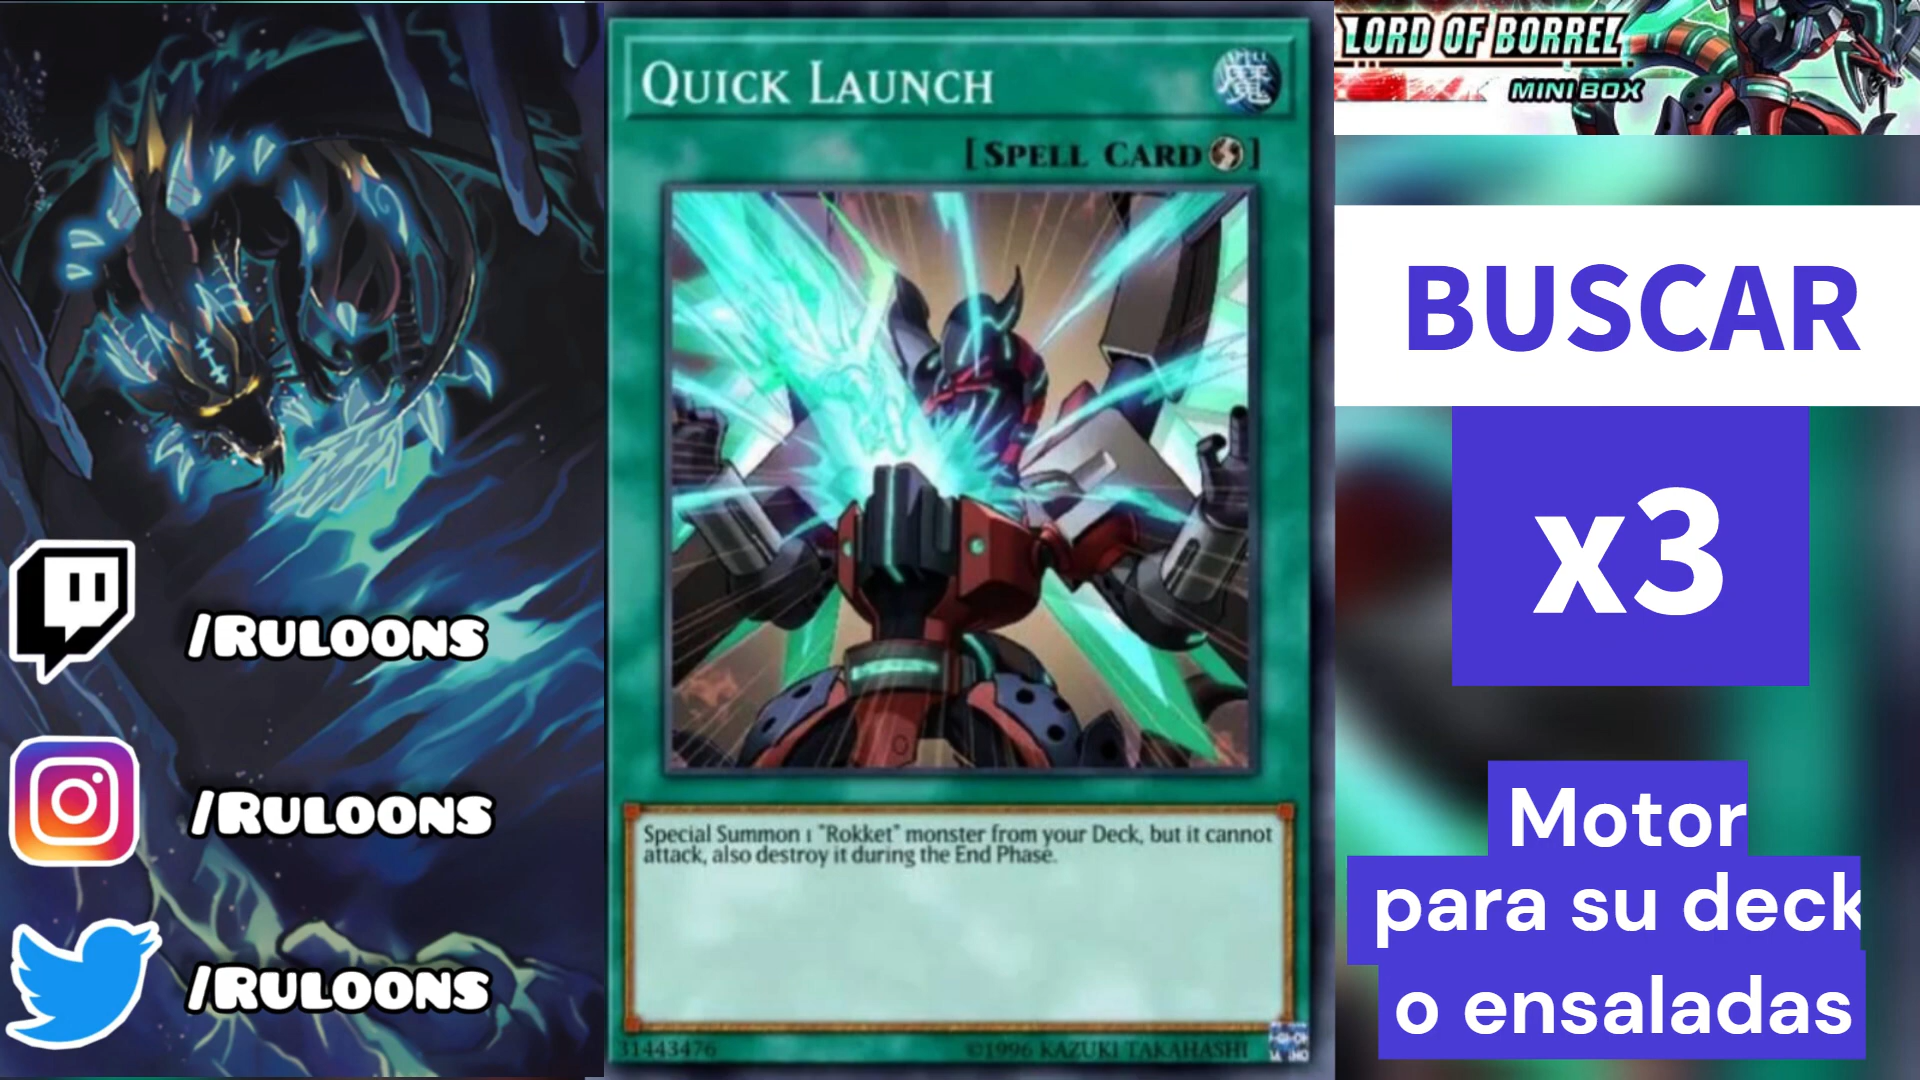 /RULOONS
/RULOONS
/RULOONS
QUICK LAUNCH
魔
[SPELL CARD]
Special Summon 1 "Rokket" monster from your Deck, but it cannot
attack, also destroy it during the End Phase.
31443476
©1996 KAZUKI TAKAHASHI
LORD OF BORREL
MINI BOX
BUSCAR
x3
Motor
para su deck
o ensaladas